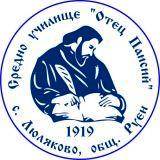 Средно училище "Отец Паисий"
1919
с. Люляково, общ. Руен